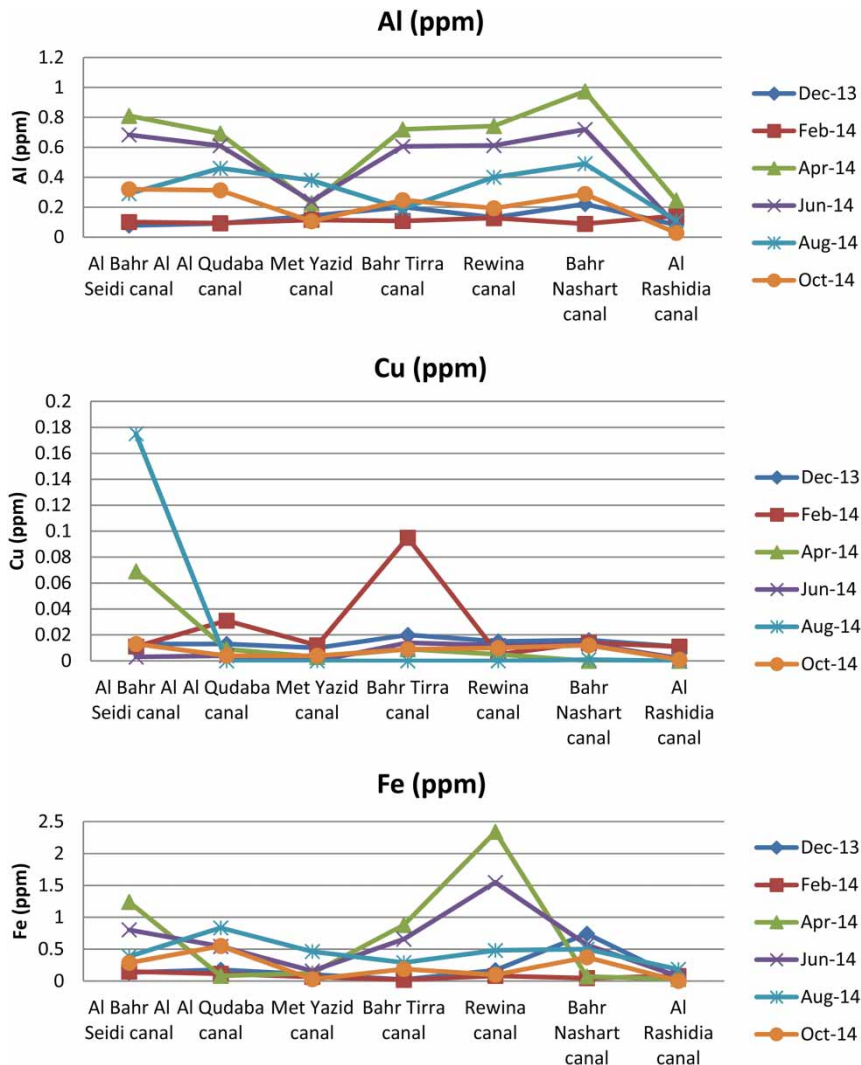 Al (ppm)
1.2
1
0.8
0.6
0.4
0.2
0
Al (ppm)
Al Bahr Al Seidi canal
Al Qudaba canal
Met Yazid canal
Bahr Tirra canal
Rewina canal
Bahr Nashart canal
Al Rashidia canal
Dec-13
Feb-14
Apr-14
Jun-14
Aug-14
Oct-14
Cu (ppm)
0.2
0.18
0.16
0.14
0.12
0.1
0.08
0.06
0.04
0.02
0
Cu (ppm)
Al Bahr Al Seidi canal
Al Qudaba canal
Met Yazid canal
Bahr Tirra canal
Rewina canal
Bahr Nashart canal
Al Rashidia canal
Dec-13
Feb-14
Apr-14
Jun-14
Aug-14
Oct-14
Fe (ppm)
2.5
2
1.5
1
0.5
0
Fe (ppm)
Al Bahr Al Seidi canal
Al Qudaba canal
Met Yazid canal
Bahr Tirra canal
Rewina canal
Bahr Nashart canal
Al Rashidia canal
Dec-13
Feb-14
Apr-14
Jun-14
Aug-14
Oct-14